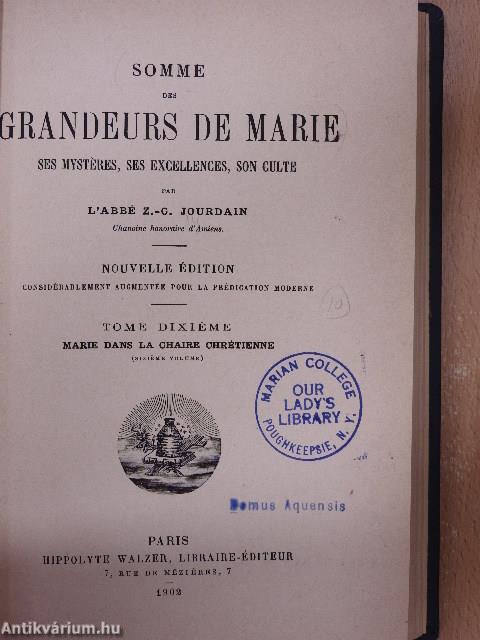 SOMME
DES
GRANDEURS DE MARIE
SES MYSTÈRES, SES EXCELLENCES, SON CULTE
PAR
L'ABBÉ Z.-C. JOURDAIN
Chanoine honoraire d'Amiens.
NOUVELLE ÉDITION
CONSIDÉRABLEMENT AUGMENTÉE POUR LA PRÉDICATION MODERNE
10
TOME DIXIÈME
MARIE DANS LA CHAIRE CHRÉTIENNE
(SIXIÈME VOLUME)
MARIAN COLLEGE
OUR
LADY'S
LIBRARY
POUGHKEEPSIE, N. Y.
Domus Aquensis
PARIS
HIPPOLYTE WALZER, LIBRAIRE-ÉDITEUR
7, RUE DE MÉZIÈRES, 7
1902
Antikvárium.hu